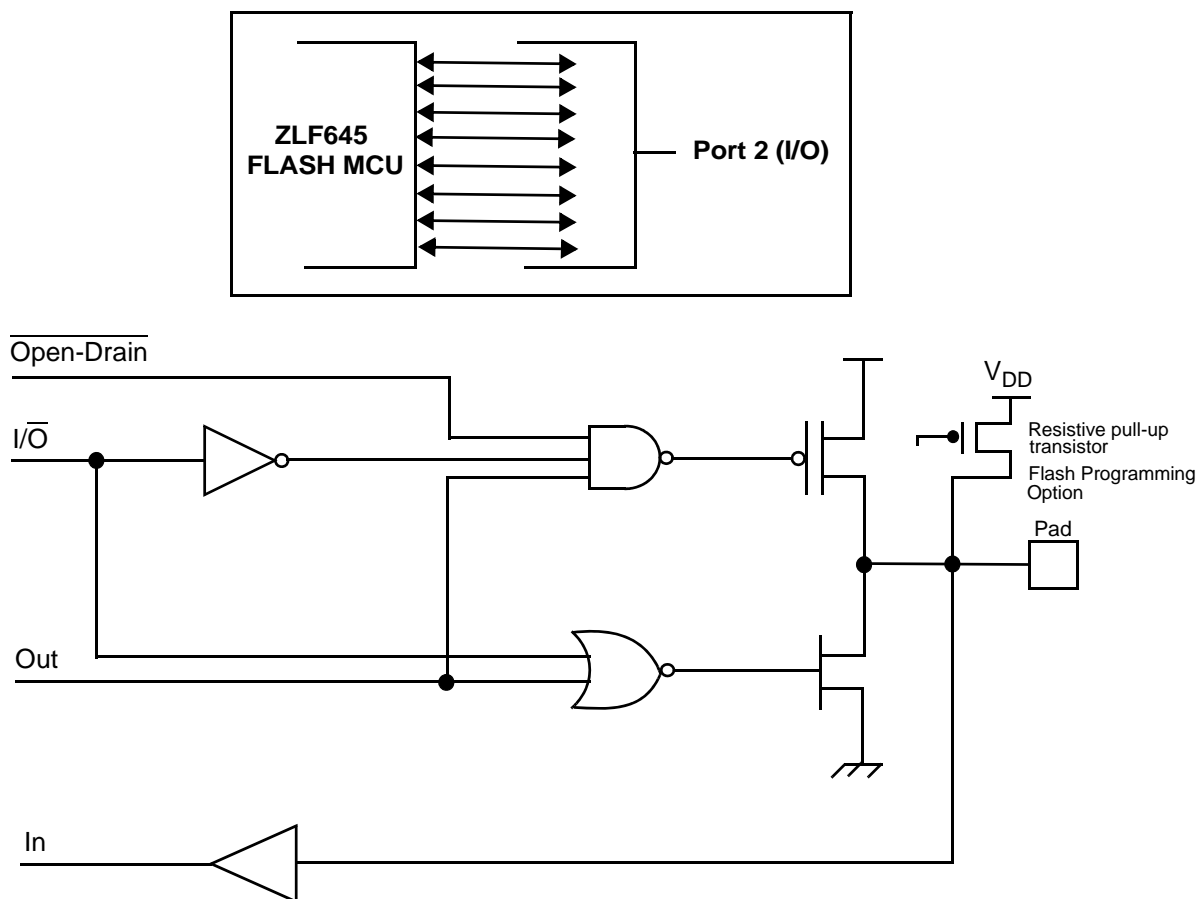 ZLF645
FLASH MCU
Port 2 (I/O)
Open-Drain
I/O
VDD
Resistive pull-up
transistor
Flash Programming
Option
Pad
Out
In